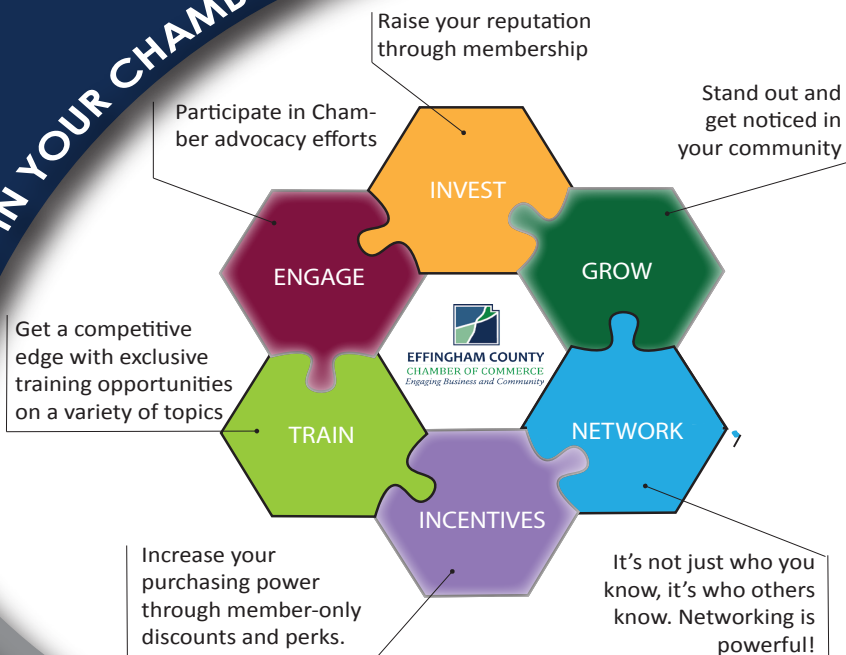 IN YOUR CHAMB
Raise your reputation
through membership
Participate in Cham-
ber advocacy efforts
Stand out and
get noticed in
your community
INVEST
ENGAGE
GROW
Get a competitive
edge with exclusive
training opportunities
on a variety of topics
EFFINGHAM COUNTY
CHAMBER OF COMMERCE
Engaging Business and Community
TRAIN
NETWORK
INCENTIVES
Increase your
purchasing power
through member-only
discounts and perks.
It’s not just who you
know, it’s who others
know. Networking is
powerful!